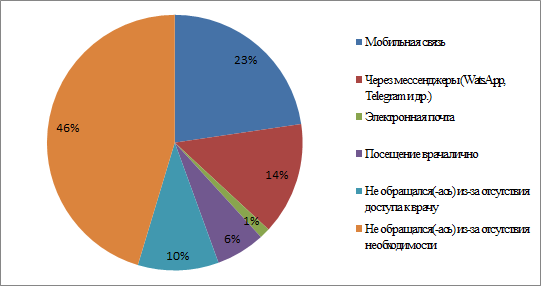 23%
14%
1%
6%
10%
46%
Мобильная связь
Через мессенджеры (WatsApp,
Telegram и др.)
Электронная почта
Посещение врача лично
Не обращался(-ась) из-за отсутствия
доступа к врачу
Не обращался(-ась) из-за отсутствия
необходимости